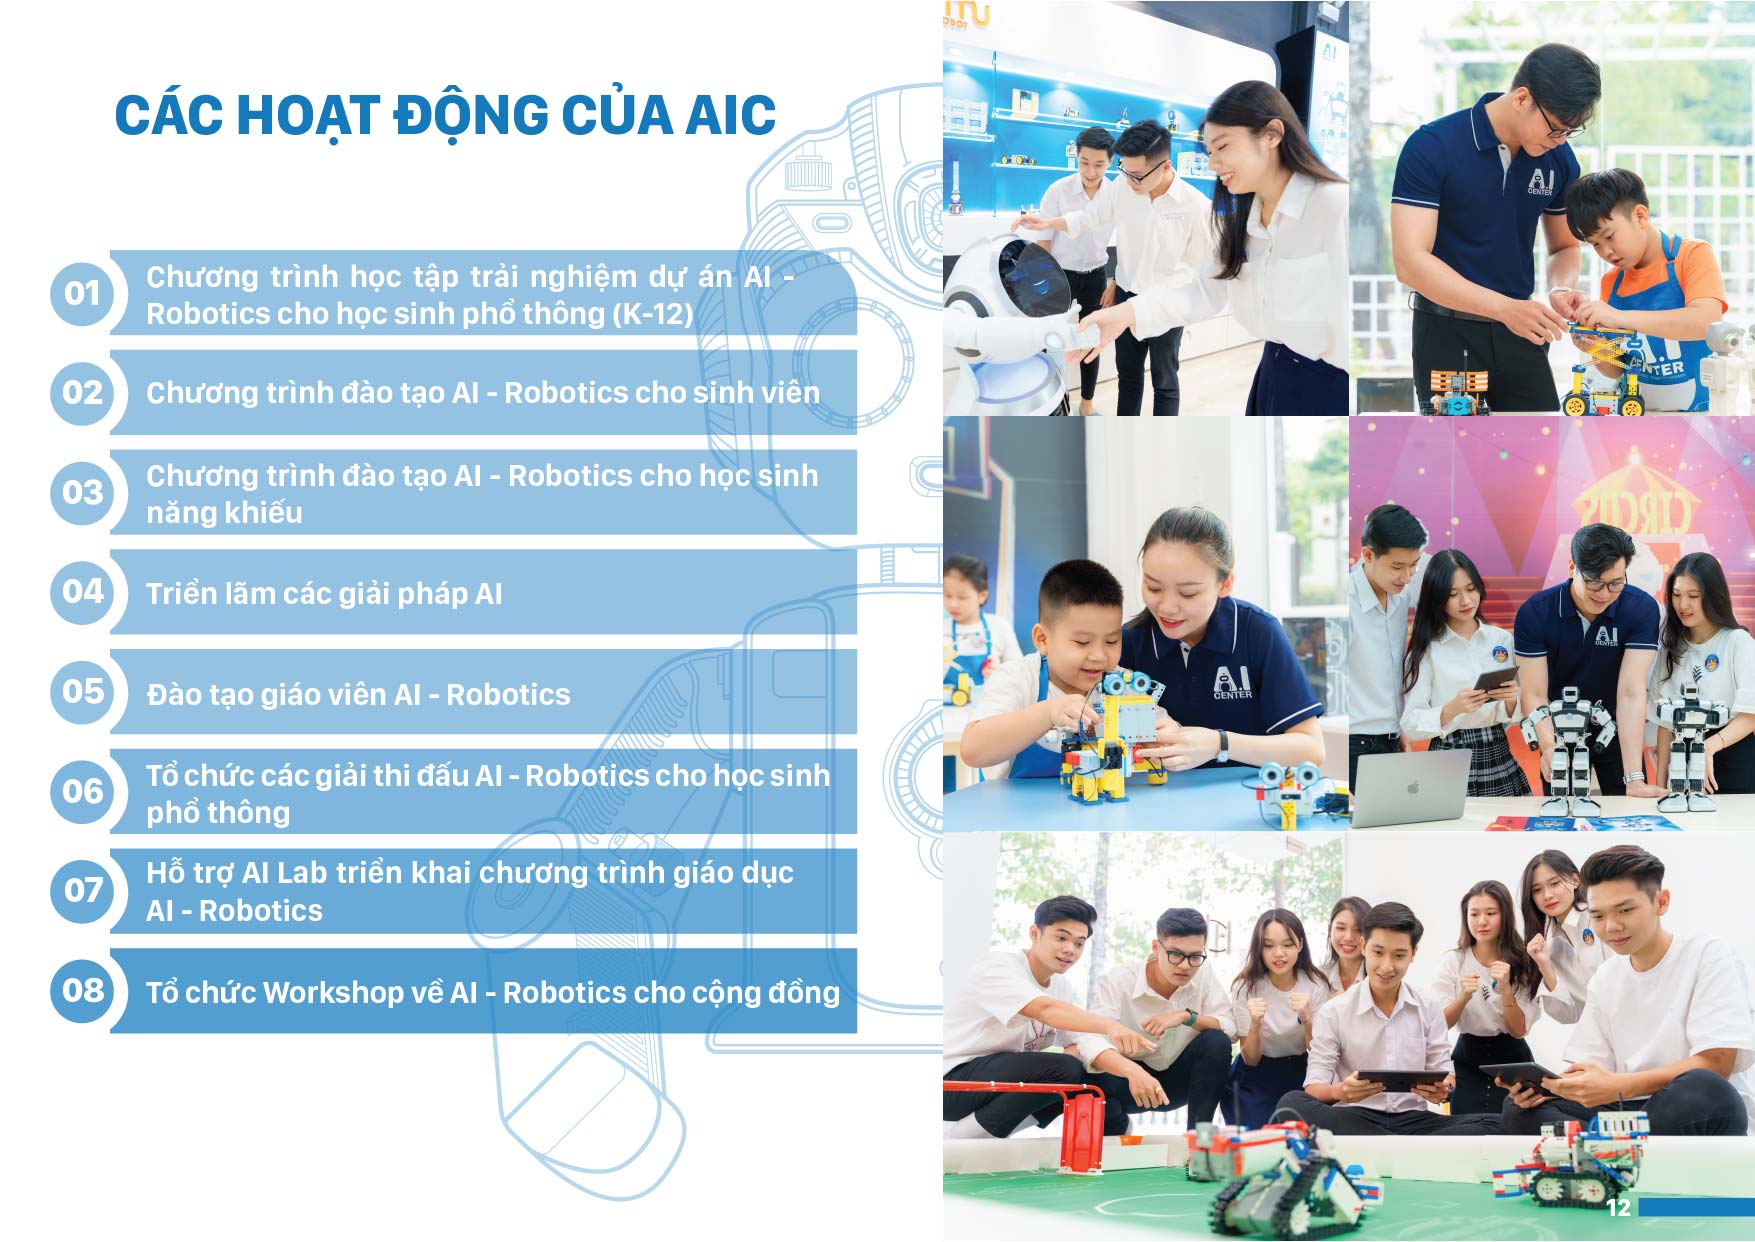 CÁC HOẠT ĐỘNG CỦA AIC
01
Chương trình học tập trải nghiệm dự án AI -
Robotics cho học sinh phổ thông (K-12)
02
Chương trình đào tạo AI - Robotics cho sinh viên
03
Chương trình đào tạo AI - Robotics cho học sinh
năng khiếu
04
Triển lãm các giải pháp AI
05
Đào tạo giáo viên AI - Robotics
06
Tổ chức các giải thi đấu AI - Robotics cho học sinh
phổ thông
07
Hỗ trợ AI Lab triển khai chương trình giáo dục
AI - Robotics
08
Tổ chức Workshop về AI - Robotics cho cộng đồng
A.I
CENTER
A.I
CENTER
A.I
CENTER
CIRCUS
A.I
CENTER
12